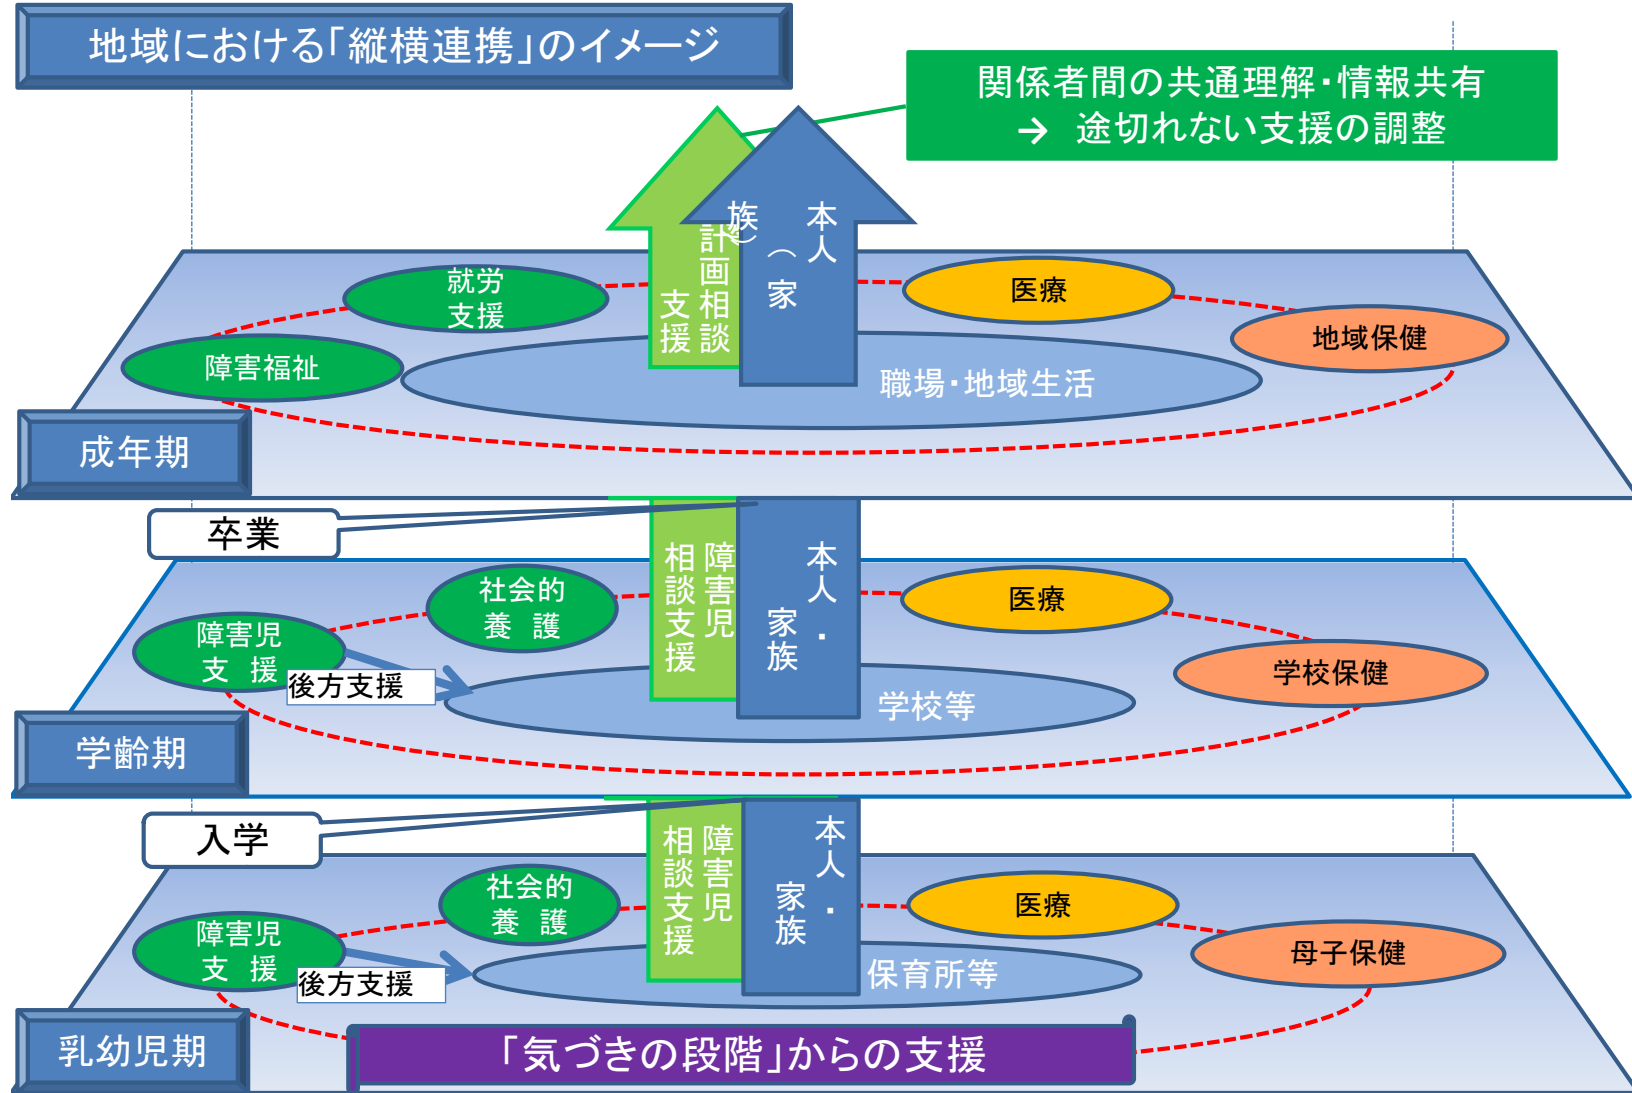 地域における｢縦横連携｣のイメージ
関係者間の共通理解・情報共有
→ 途切れない支援の調整
本人
（家
族）
計画相談
支援
就労
支援
医療
地域保健
障害福祉
職場・地域生活
成年期
卒業
本人・
家族
障害児
相談支援
社会的
養 護
医療
障害児
支 援
後方支援
学校保健
学校等
学齢期
入学
本人・
家族
障害児
相談支援
社会的
養 護
医療
障害児
支 援
後方支援
母子保健
保育所等
乳幼児期
｢気づきの段階｣からの支援